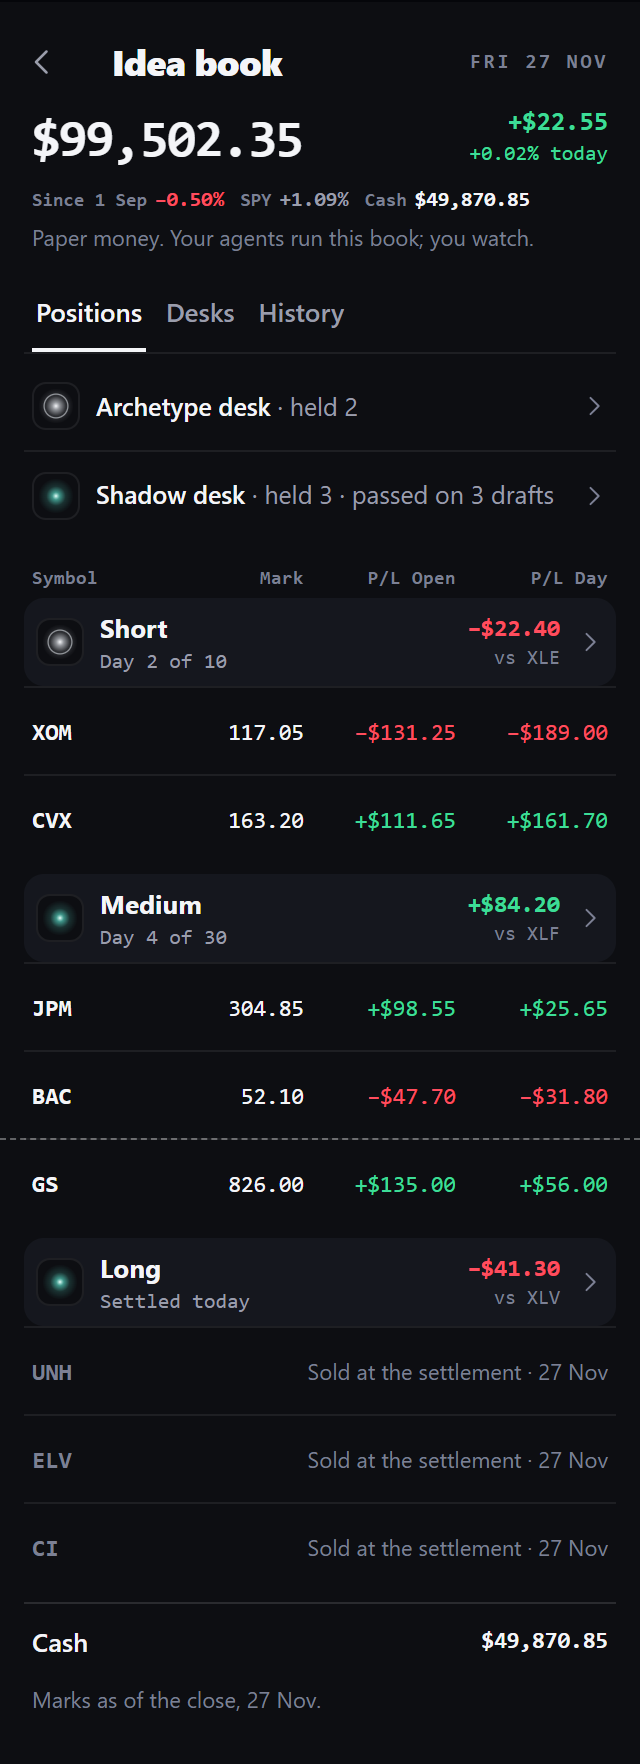 Idea book
FRI 27 NOV
$99,502.35
+$22.55
+0.02% today
Since 1 Sep −0.50% SPY +1.09% Cash $49,870.85
Paper money. Your agents run this book; you watch.
Positions Desks History
Archetype desk · held 2
Shadow desk · held 3 · passed on 3 drafts
Symbol Mark P/L Open P/L Day
Short −$22.40
Day 2 of 10 vs XLE
XOM 117.05 −$131.25 −$189.00
CVX 163.20 +$111.65 +$161.70
Medium +$84.20
Day 4 of 30 vs XLF
JPM 304.85 +$98.55 +$25.65
BAC 52.10 −$47.70 −$31.80
GS 826.00 +$135.00 +$56.00
Long −$41.30
Settled today vs XLV
UNH Sold at the settlement · 27 Nov
ELV Sold at the settlement · 27 Nov
CI Sold at the settlement · 27 Nov
Cash $49,870.85
Marks as of the close, 27 Nov.